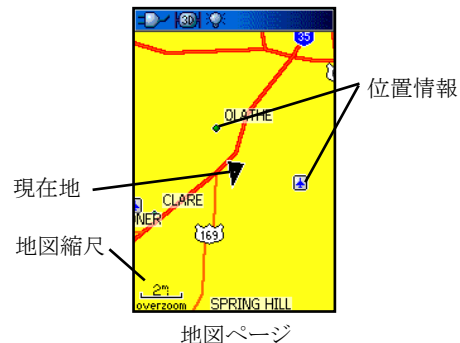 3D
35
位置情報
OLATHE
現在地
CLARE
NER
地図縮尺
169
2m
overzoom
SPRING HILL
地図ページ